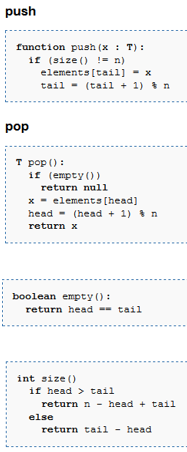 push
function push(x : T):
if (size() != n)
elements[tail] = x
tail = (tail + 1) % n
pop
T pop():
if (empty())
return null
x = elements[head]
head = (head + 1) % n
return x
boolean empty():
return head == tail
int size()
if head > tail
return n - head + tail
else
return tail - head